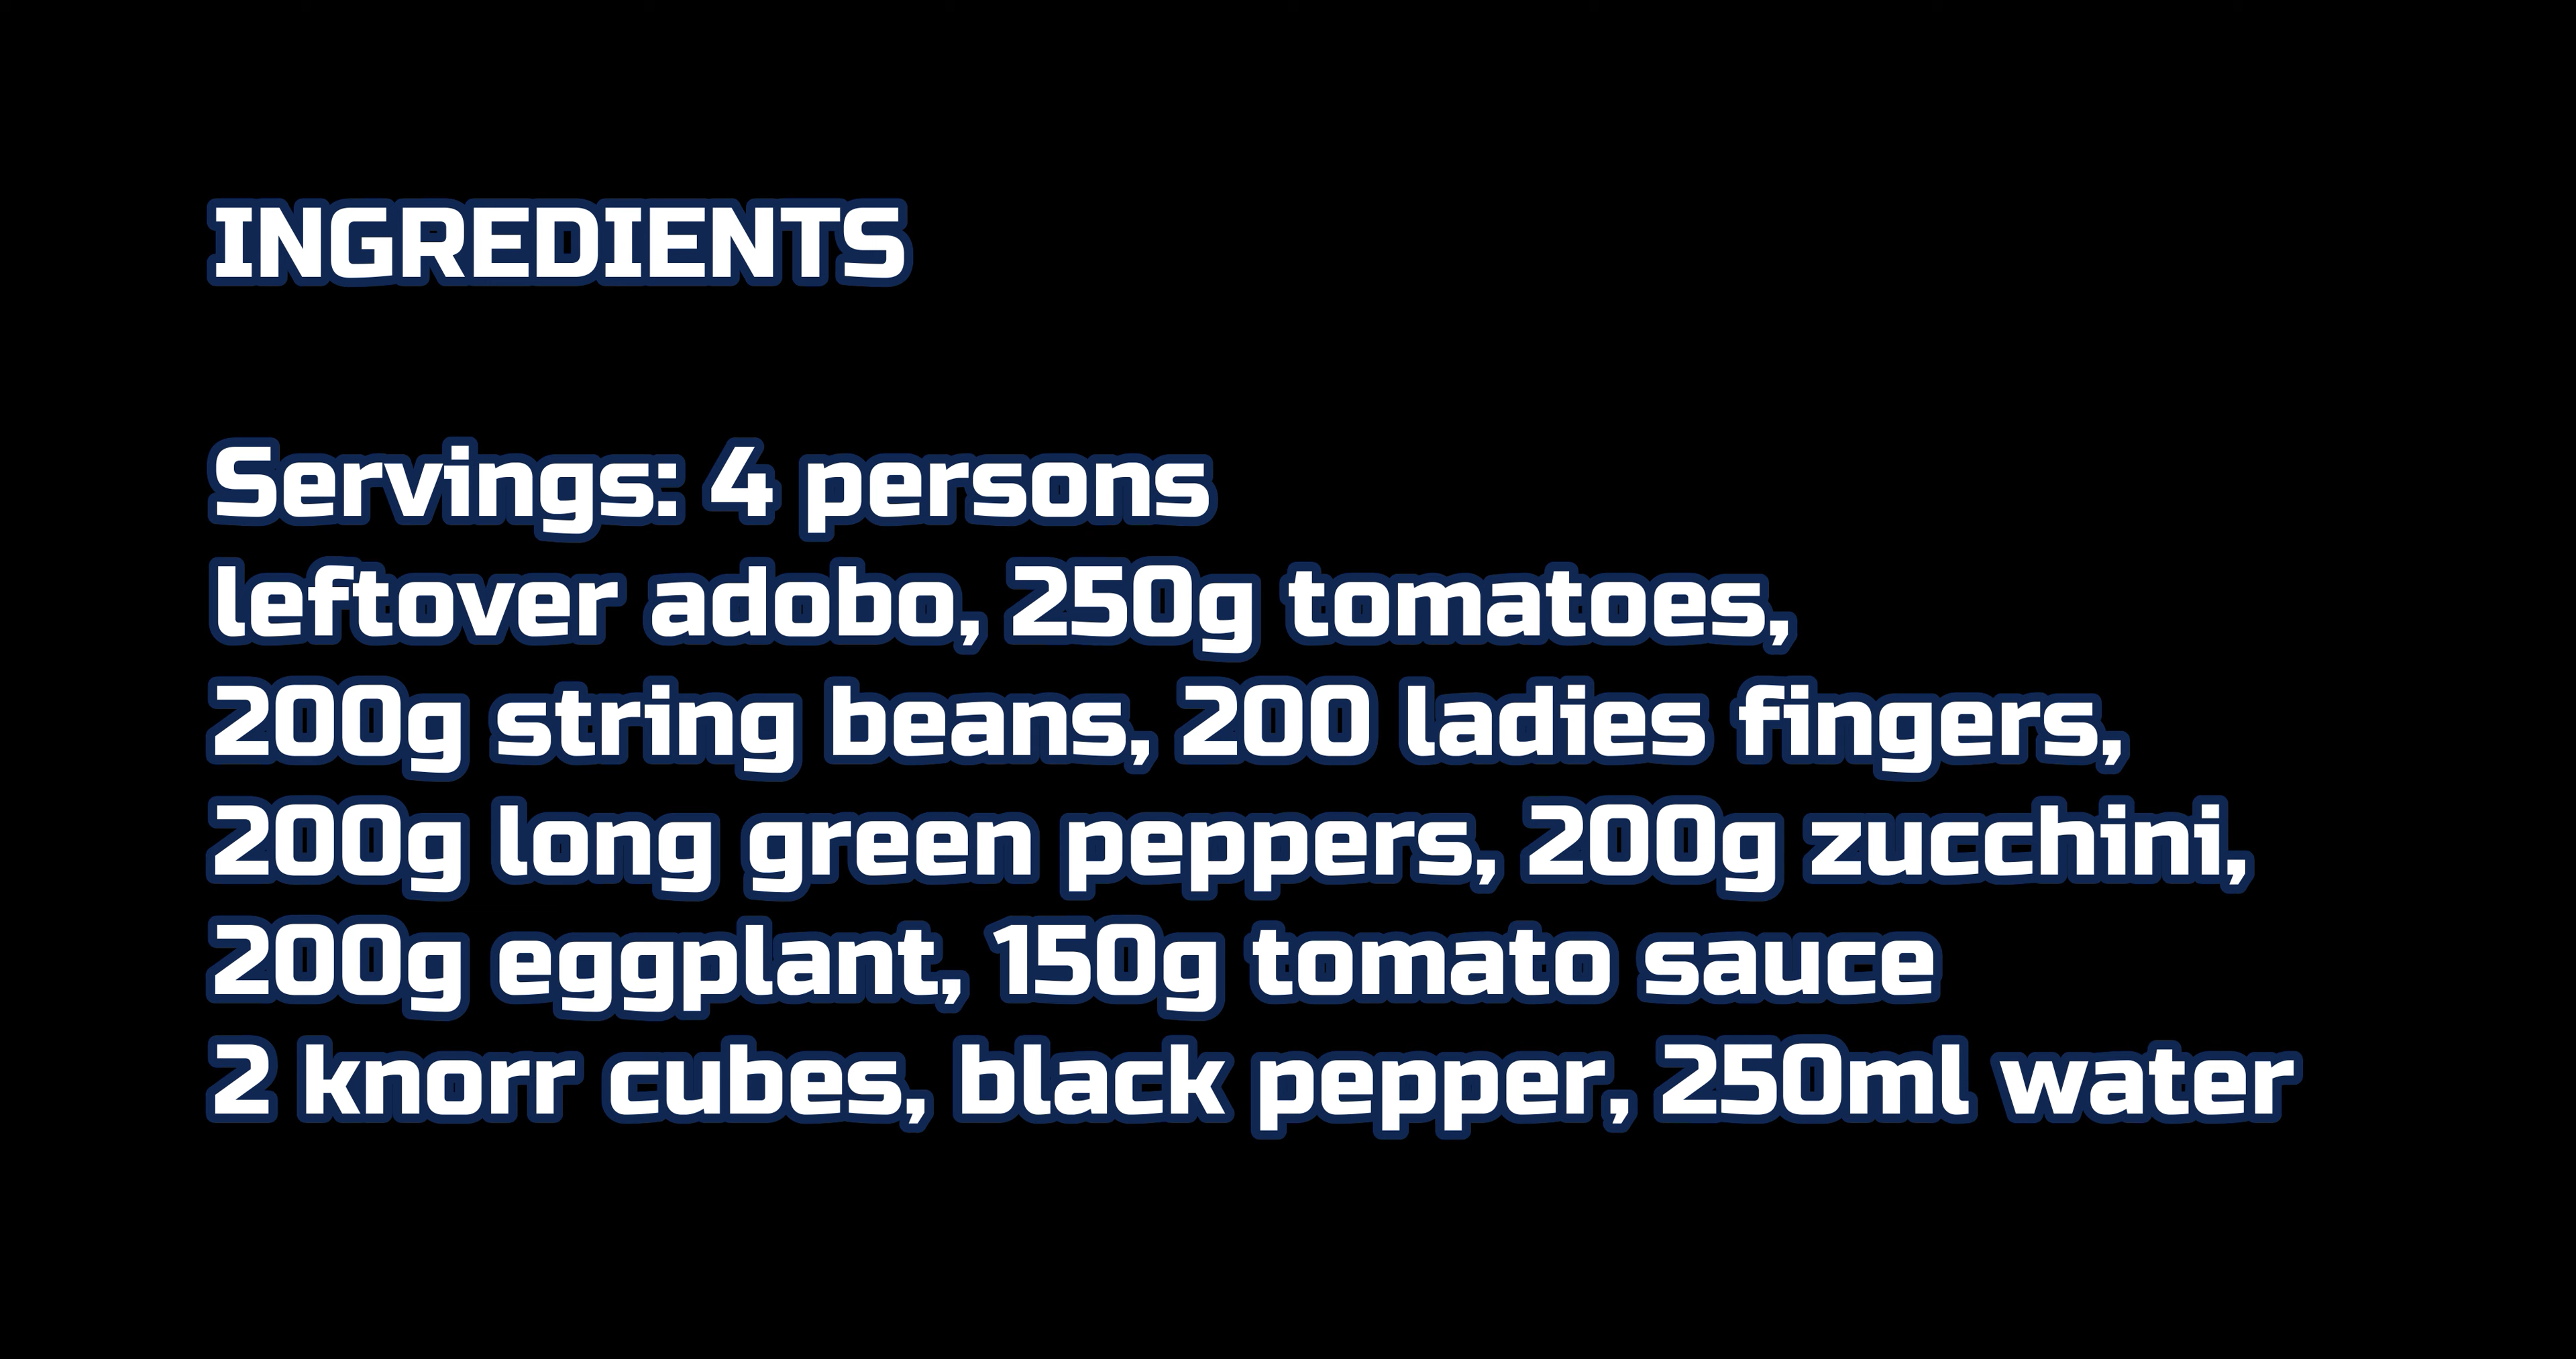 INGREDIENTS
Servings: 4 persons
leftover adobo, 250g tomatoes,
200g string beans, 200 ladies fingers,
200g long green peppers, 200g zucchini,
200g eggplant, 150g tomato sauce
2 knorr cubes, black pepper, 250ml water